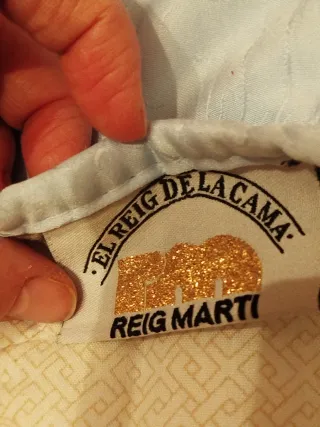 ·EL REIG DE LA CAMA·
rm
REIG MARTI